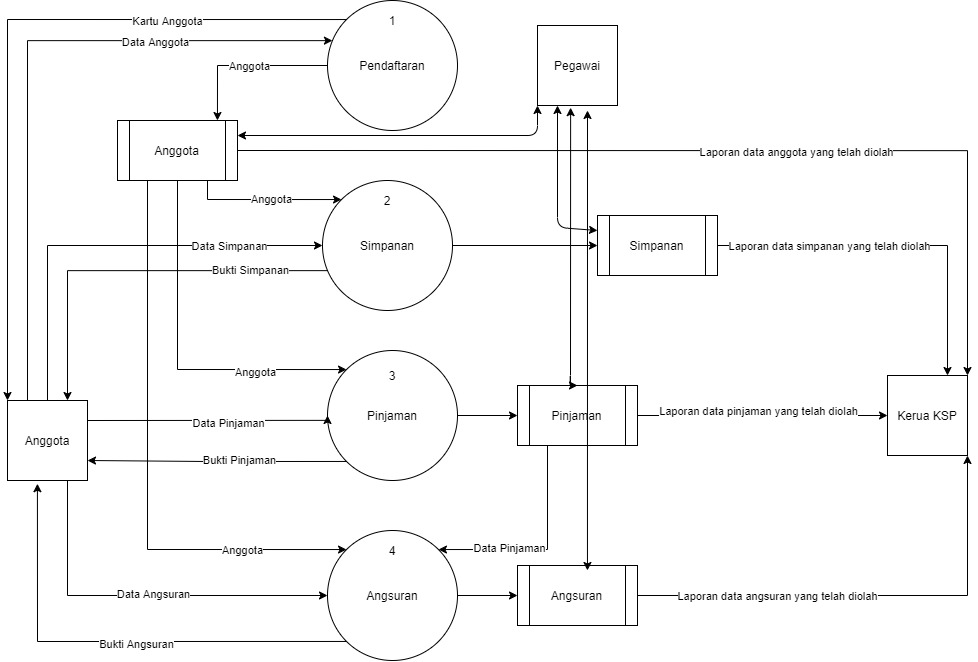 Kartu Anggota
1
Data Anggota
Pendaftaran
Anggota
Pegawai
Anggota
Laporan data anggota yang telah diolah
Anggota
2
Data Simpanan
Simpanan
Simpanan
Laporan data simpanan yang telah diolah
Bukti Simpanan
Anggota
3
Data Pinjaman
Pinjaman
Pinjaman
Laporan data pinjaman yang telah diolah
Kerua KSP
Anggota
Bukti Pinjaman
Anggota
4
Data Pinjaman
Data Angsuran
Angsuran
Angsuran
Laporan data angsuran yang telah diolah
Bukti Angsuran